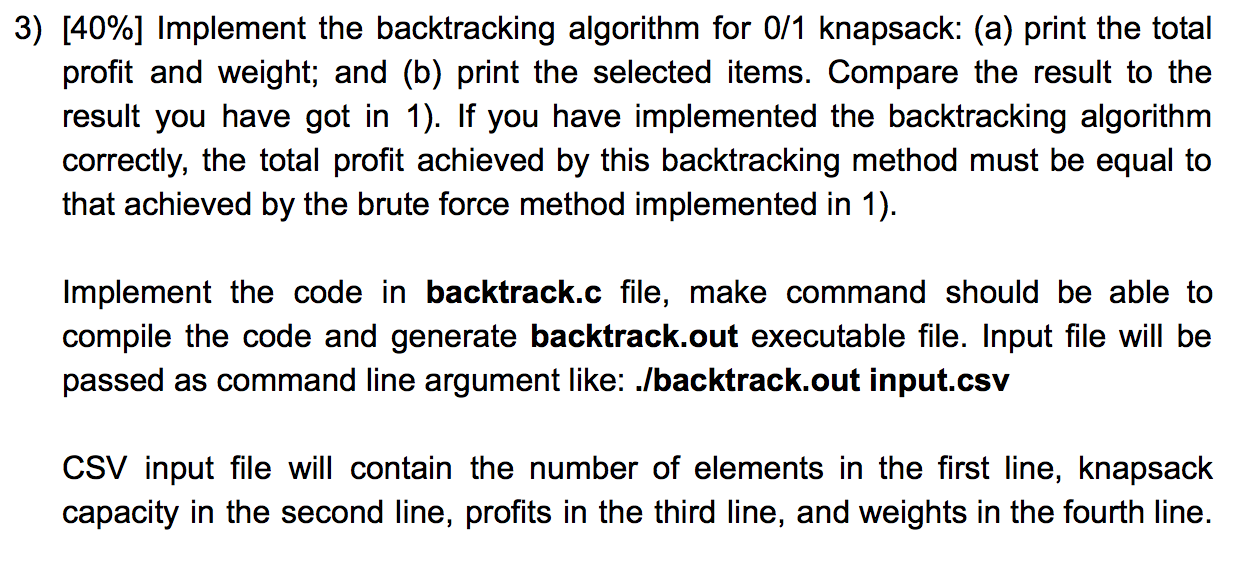 3) [40%] Implement the backtracking algorithm for 0/1 knapsack: (a) print the total
profit and weight; and (b) print the selected items. Compare the result to the
result you have got in 1). If you have implemented the backtracking algorithm
correctly, the total profit achieved by this backtracking method must be equal to
that achieved by the brute force method implemented in 1).
Implement the code in backtrack.c file, make command should be able to
compile the code and generate backtrack.out executable file. Input file will be
passed as command line argument like: ./backtrack.out input.csv
CSV input file will contain the number of elements in the first line, knapsack
capacity in the second line, profits in the third line, and weights in the fourth line.